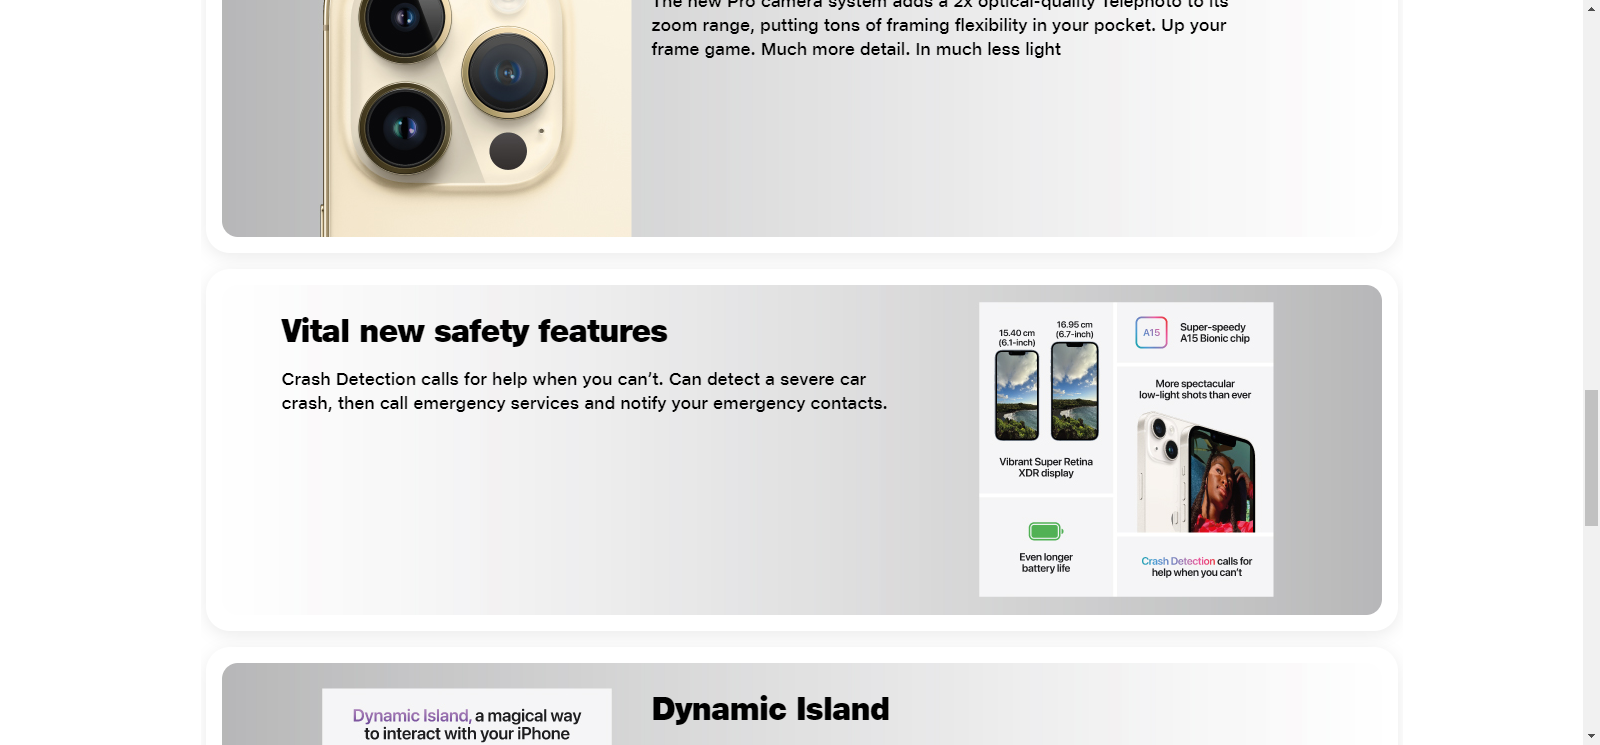 The new Pro camera system adds a 2x optical-quality Telephoto to its
zoom range, putting tons of framing flexibility in your pocket. Up your
frame game. Much more detail. In much less light
Vital new safety features
Crash Detection calls for help when you can’t. Can detect a severe car
crash, then call emergency services and notify your emergency contacts.
15.40 cm
(6.1-inch)
16.95 cm
(6.7-inch)
Vibrant Super Retina
XDR display
Even longer
battery life
A15
Super-speedy
A15 Bionic chip
More spectacular
low-light shots than ever
Crash Detection calls for
help when you can’t
Dynamic Island, a magical way
to interact with your iPhone
Dynamic Island